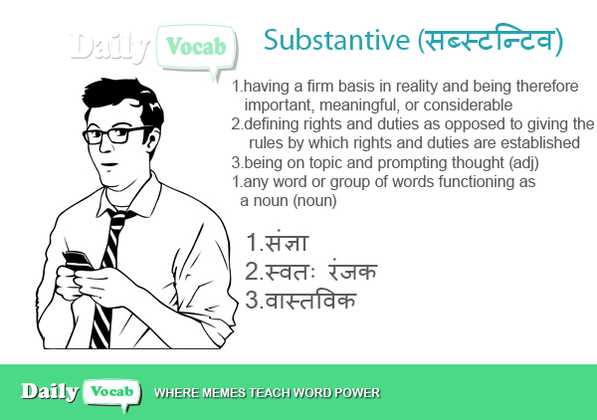 Daily Vocab
Substantive (सब्स्टन्टिव)
1.having a firm basis in reality and being therefore
important, meaningful, or considerable
2.defining rights and duties as opposed to giving the
rules by which rights and duties are established
3.being on topic and prompting thought (adj)
1.any word or group of words functioning as
a noun (noun)
1.संज्ञा
2.स्वतः रंजक
3.वास्तविक
Daily Vocab WHERE MEMES TEACH WORD POWER